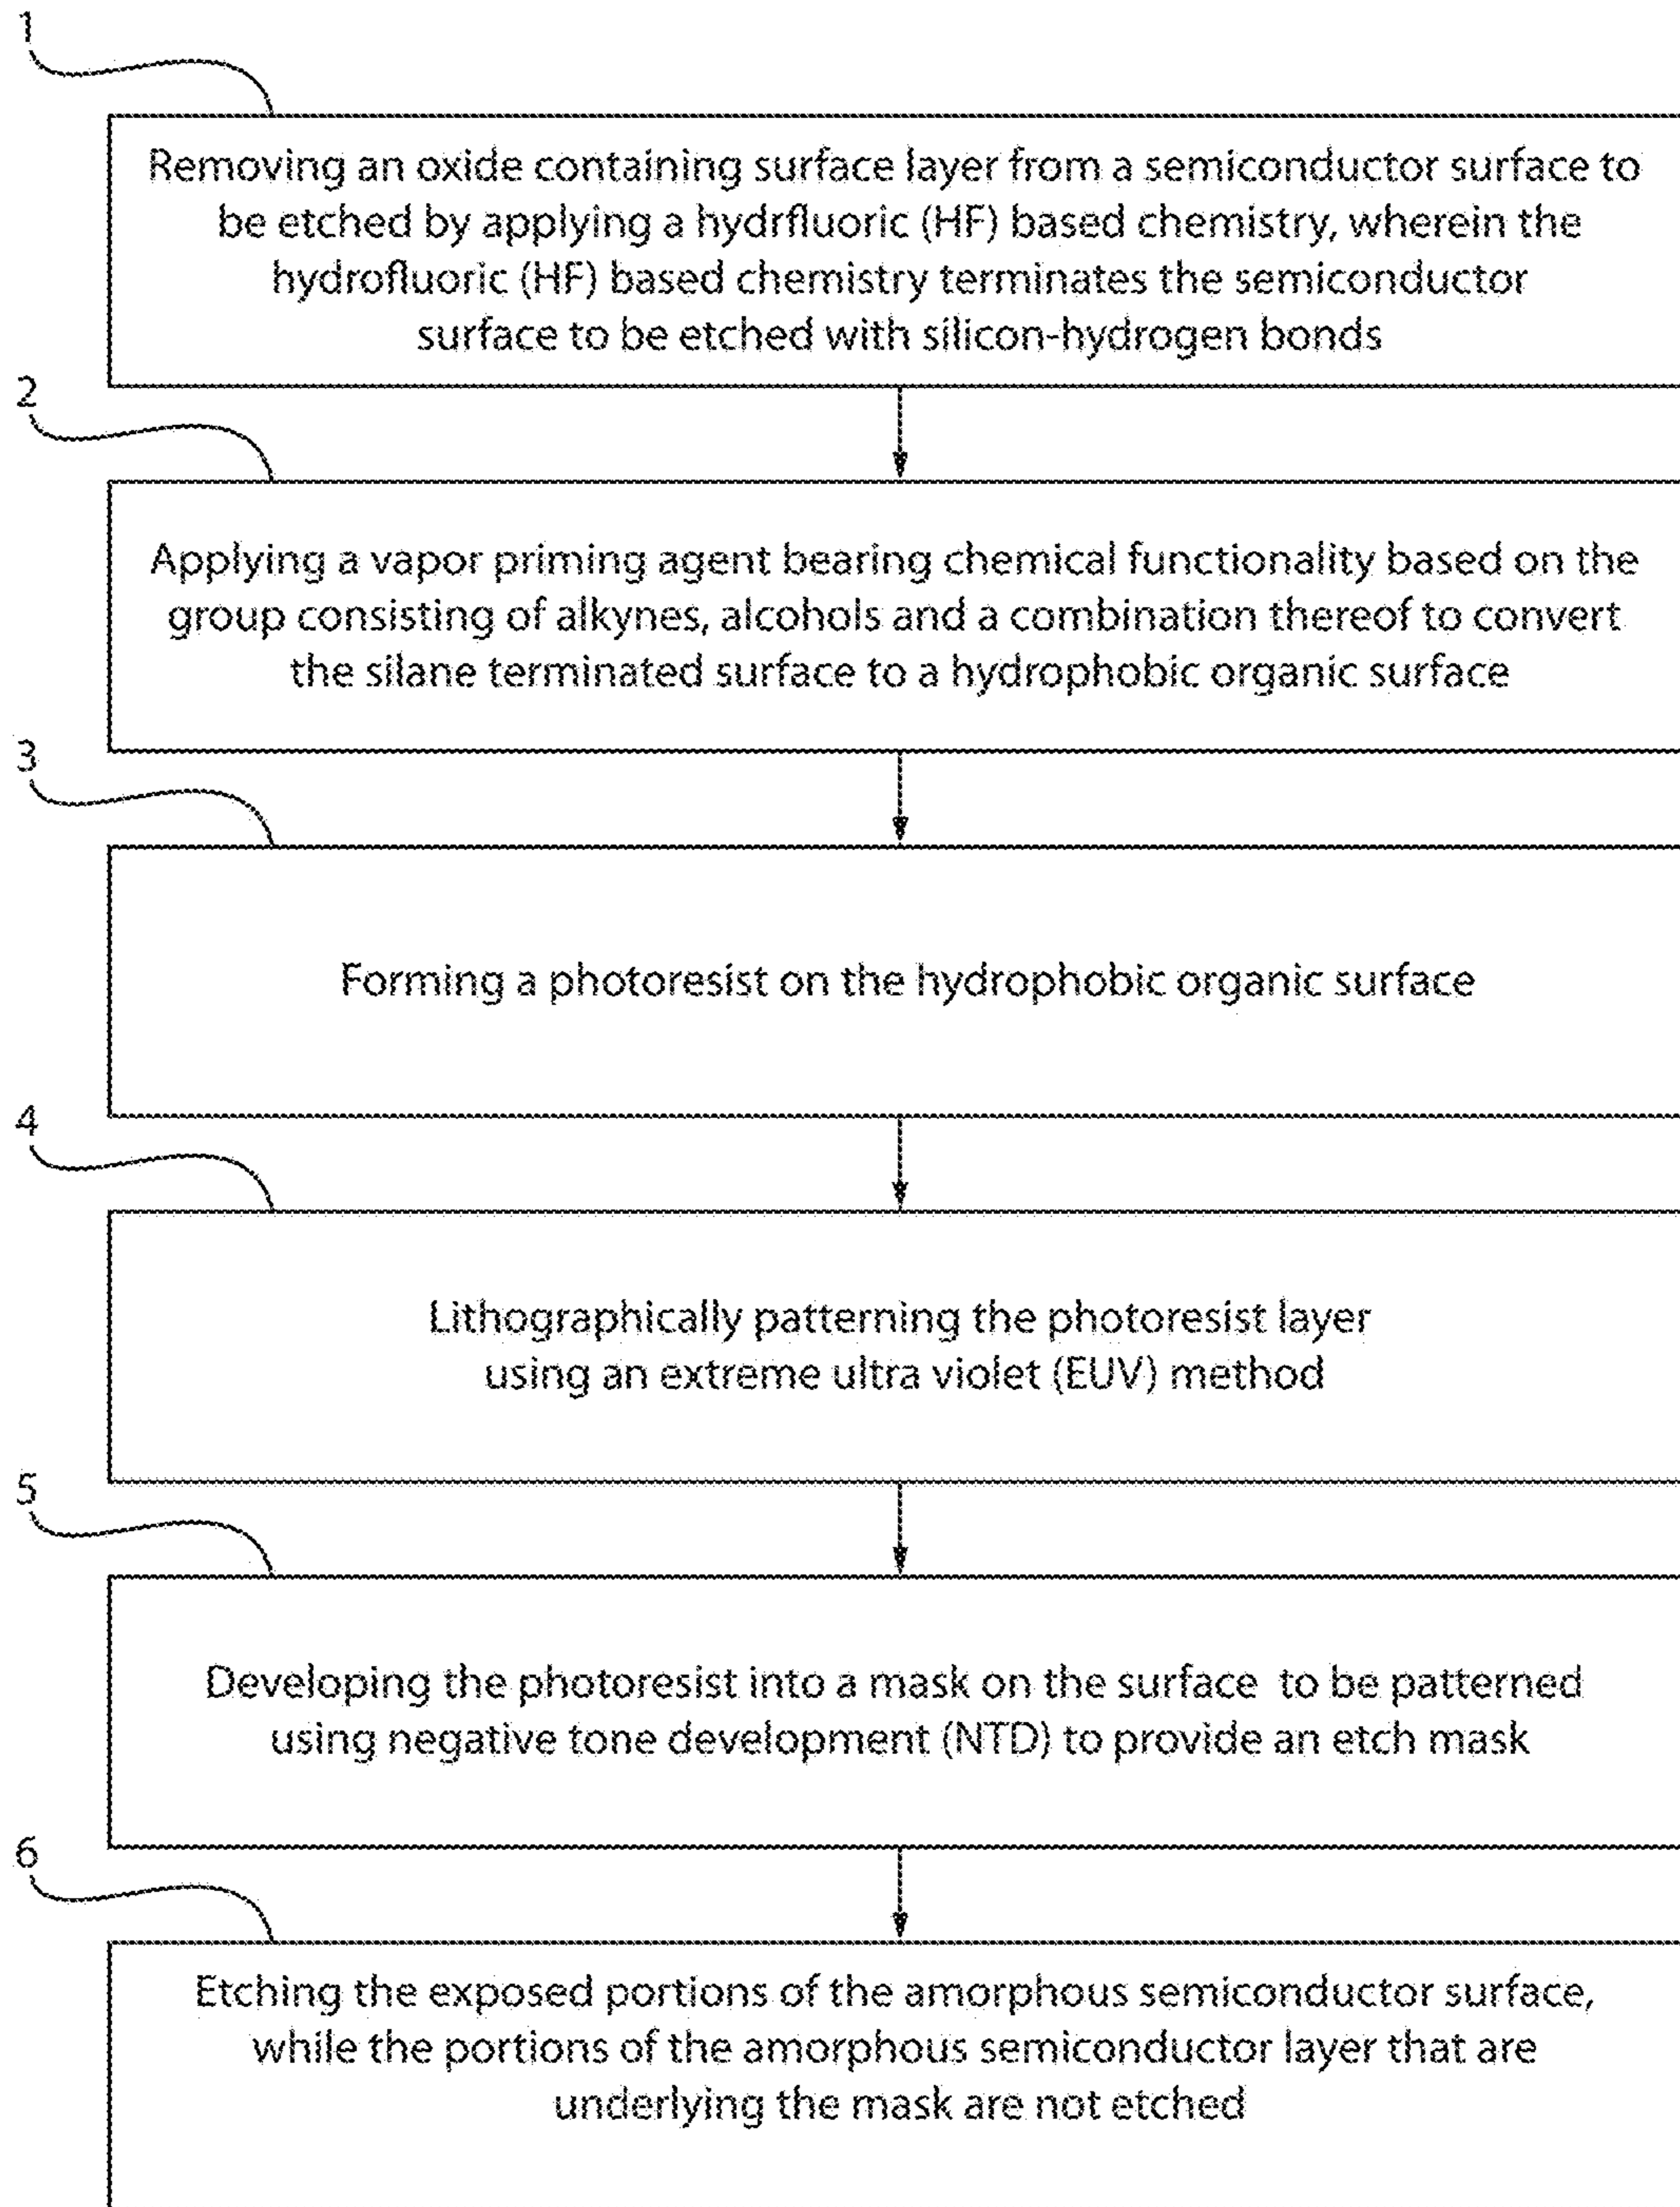 1
Removing an oxide containing surface layer from a semiconductor surface to
be etched by applying a hydrfluoric (HF) based chemistry, wherein the
hydrofluoric (HF) based chemistry terminates the semiconductor
surface to be etched with silicon-hydrogen bonds
2
Applying a vapor priming agent bearing chemical functionality based on the
group consisting of alkynes, alcohols and a combination thereof to convert
the silane terminated surface to a hydrophobic organic surface
3
Forming a photoresist on the hydrophobic organic surface
4
Lithographically patterning the photoresist layer
using an extreme ultra violet (EUV) method
5
Developing the photoresist into a mask on the surface to be patterned
using negative tone development (NTD) to provide an etch mask
6
Etching the exposed portions of the amorphous semiconductor surface,
while the portions of the amorphous semiconductor layer that are
underlying the mask are not etched